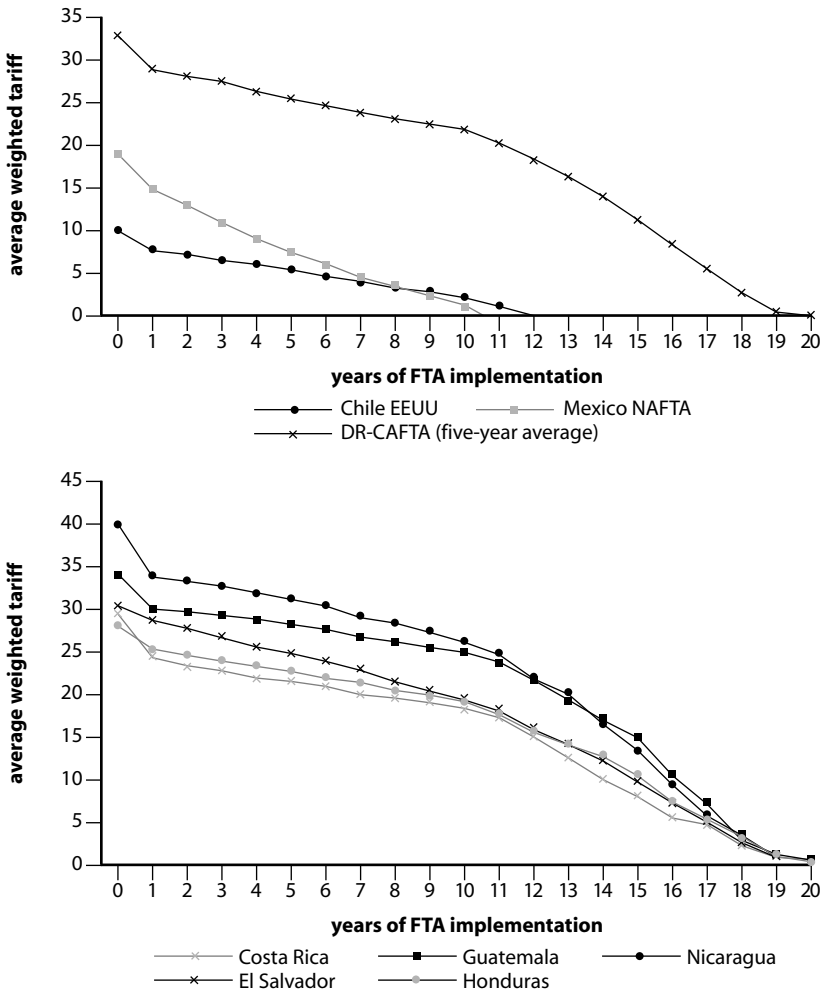 35
30
25
20
15
10
5
0
average weighted tariff
0 1 2 3 4 5 6 7 8 9 10 11 12 13 14 15 16 17 18 19 20
years of FTA implementation
Chile EEUU Mexico NAFTA
DR-CAFTA (five-year average)
45
40
35
30
25
20
15
10
5
0
average weighted tariff
0 1 2 3 4 5 6 7 8 9 10 11 12 13 14 15 16 17 18 19 20
years of FTA implementation
Costa Rica Guatemala Nicaragua
El Salvador Honduras